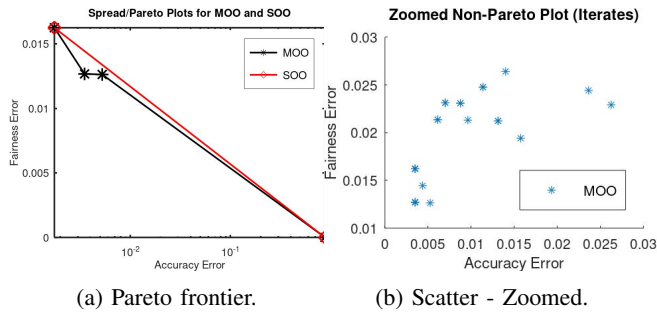 Spread/Pareto Plots for MOO and SOO
0.015
0.01
0.005
0
Fairness Error
MOO
SOO
10-2
10-1
Accuracy Error
(a) Pareto frontier.
Zoomed Non-Pareto Plot (Iterates)
0.03
0.025
0.02
0.015
0.01
Fairness Error
MOO
0 0.005 0.01 0.015 0.02 0.025 0.03
Accuracy Error
(b) Scatter - Zoomed.